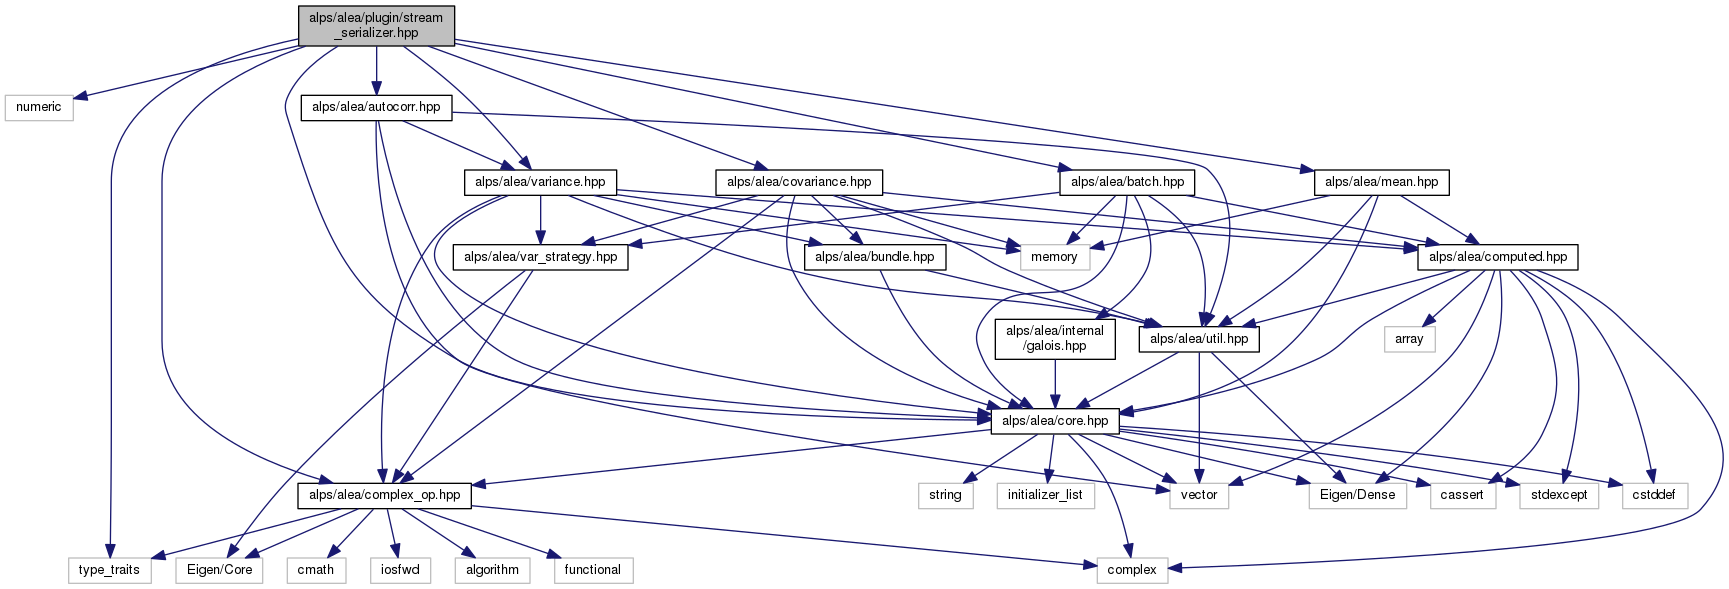 alps/alea/plugin/stream
_serializer.hpp
numeric
alps/alea/autocorr.hpp
alps/alea/variance.hpp
alps/alea/covariance.hpp
alps/alea/batch.hpp
alps/alea/mean.hpp
alps/alea/var_strategy.hpp
alps/alea/bundle.hpp
memory
alps/alea/computed.hpp
alps/alea/internal
/galois.hpp
alps/alea/util.hpp
array
alps/alea/core.hpp
alps/alea/complex_op.hpp
string
initializer_list
vector
Eigen/Dense
cassert
stdexcept
cstddef
type_traits
Eigen/Core
cmath
iosfwd
algorithm
functional
complex